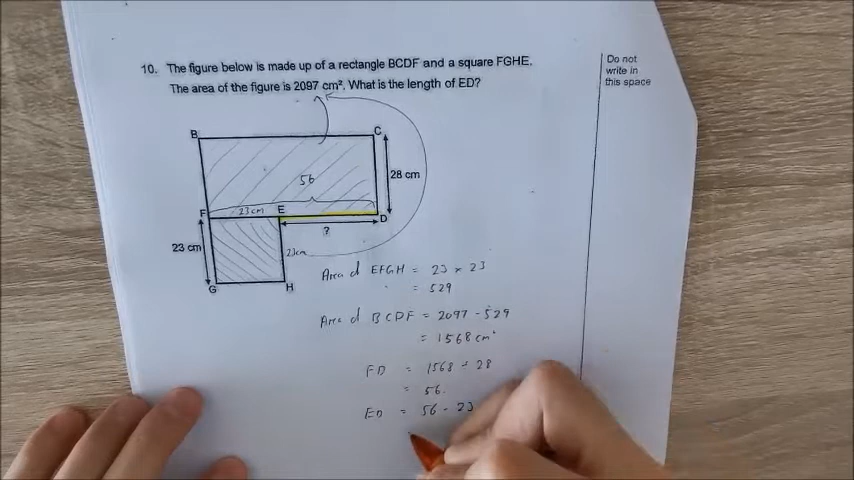 10. The figure below is made up of a rectangle BCDF and a square FGHE.
The area of the figure is 2097 cm². What is the length of ED?
Do not
write in
this space
B
C
56
28 cm
F
23cm
E
D
?
23 cm
23cm
G
H
Area of EFGH = 23 × 23
= 529
Area of BCDF = 2097 - 529
= 1568 cm²
FD = 1568 ÷ 28
= 56.
ED = 56 - 23